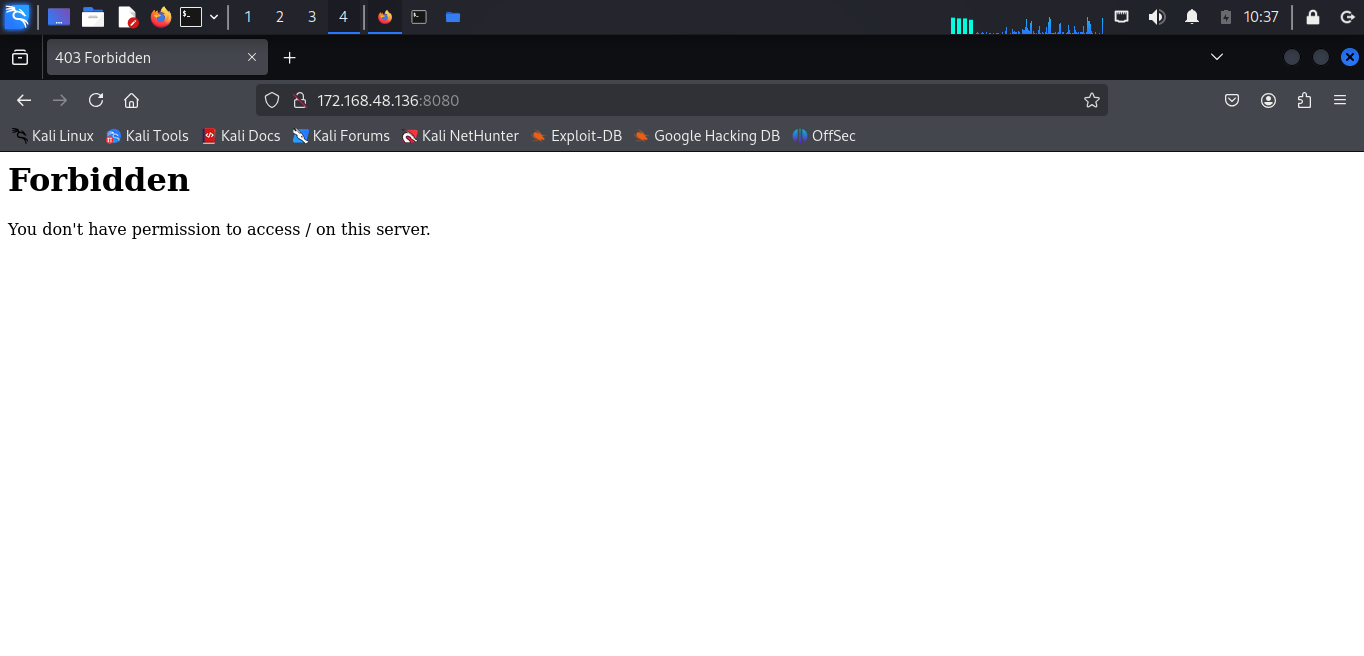 1 2 3 4 10:37
403 Forbidden
172.168.48.136:8080
Kali Linux Kali Tools Kali Docs Kali Forums Kali NetHunter Exploit-DB Google Hacking DB OffSec
Forbidden
You don't have permission to access / on this server.